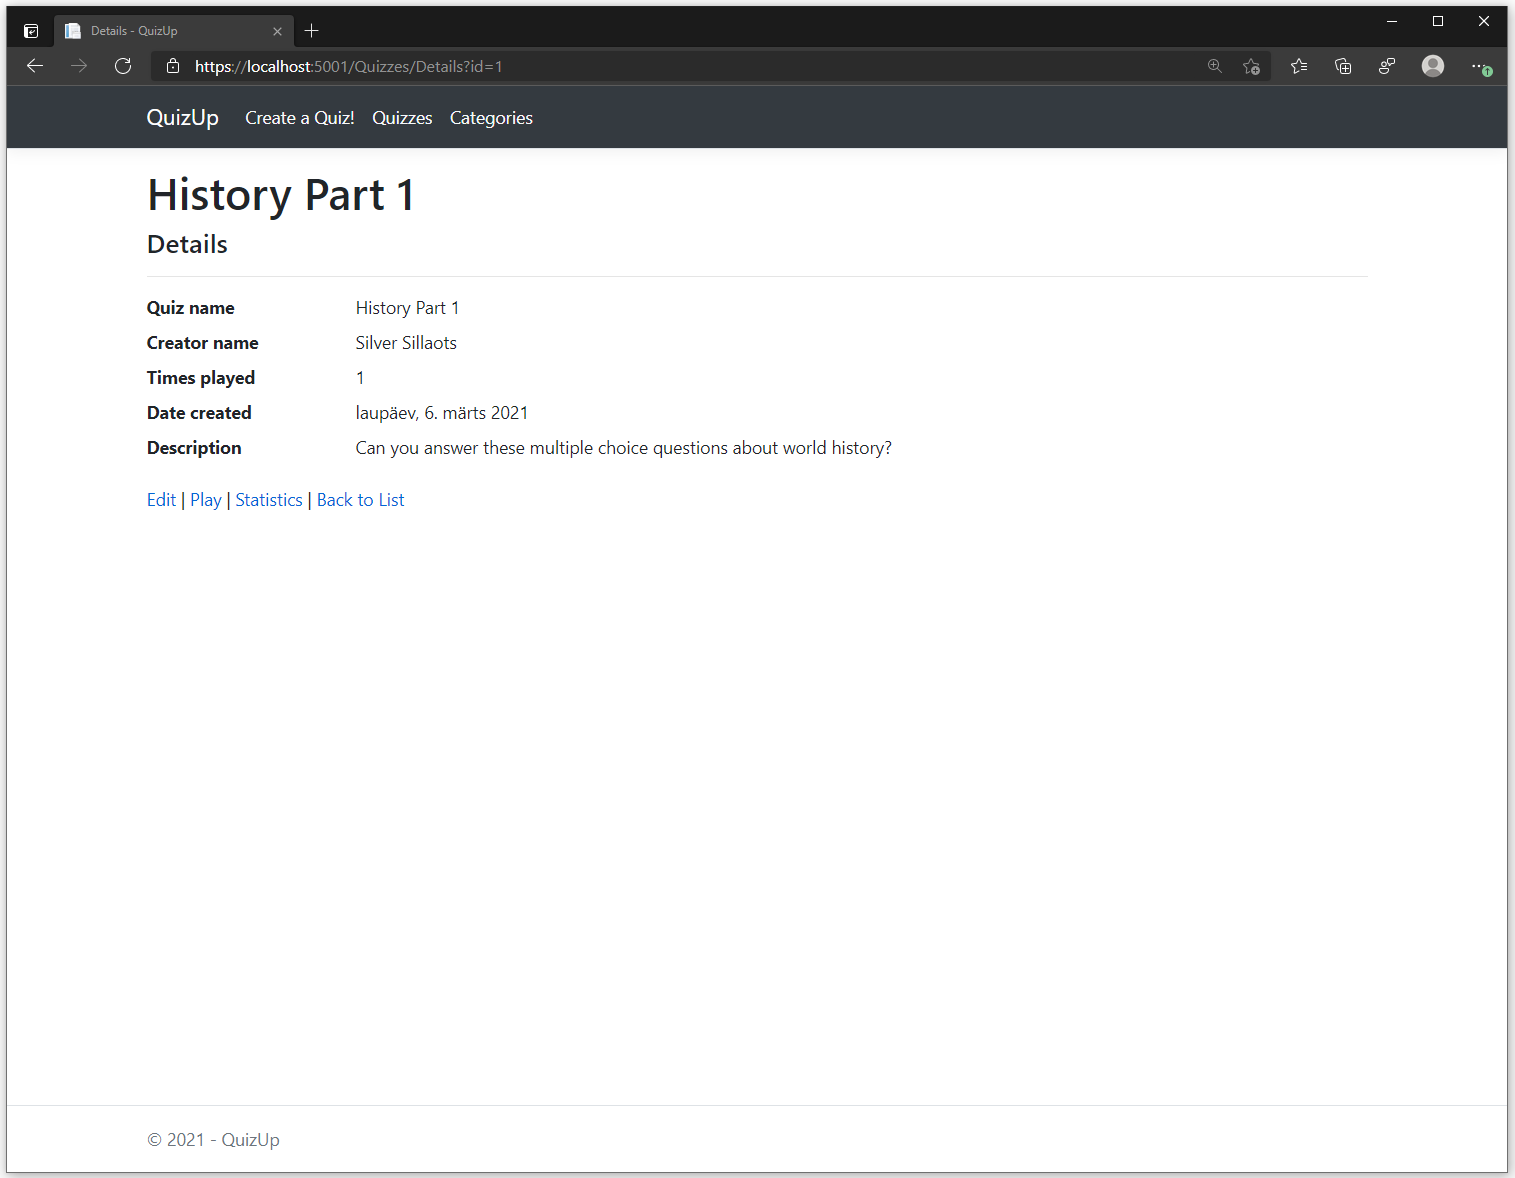 Details - QuizUp
https://localhost:5001/Quizzes/Details?id=1
QuizUp Create a Quiz! Quizzes Categories
History Part 1
Details
Quiz name History Part 1
Creator name Silver Sillaots
Times played 1
Date created laupäev, 6. märts 2021
Description Can you answer these multiple choice questions about world history?
Edit | Play | Statistics | Back to List
© 2021 - QuizUp